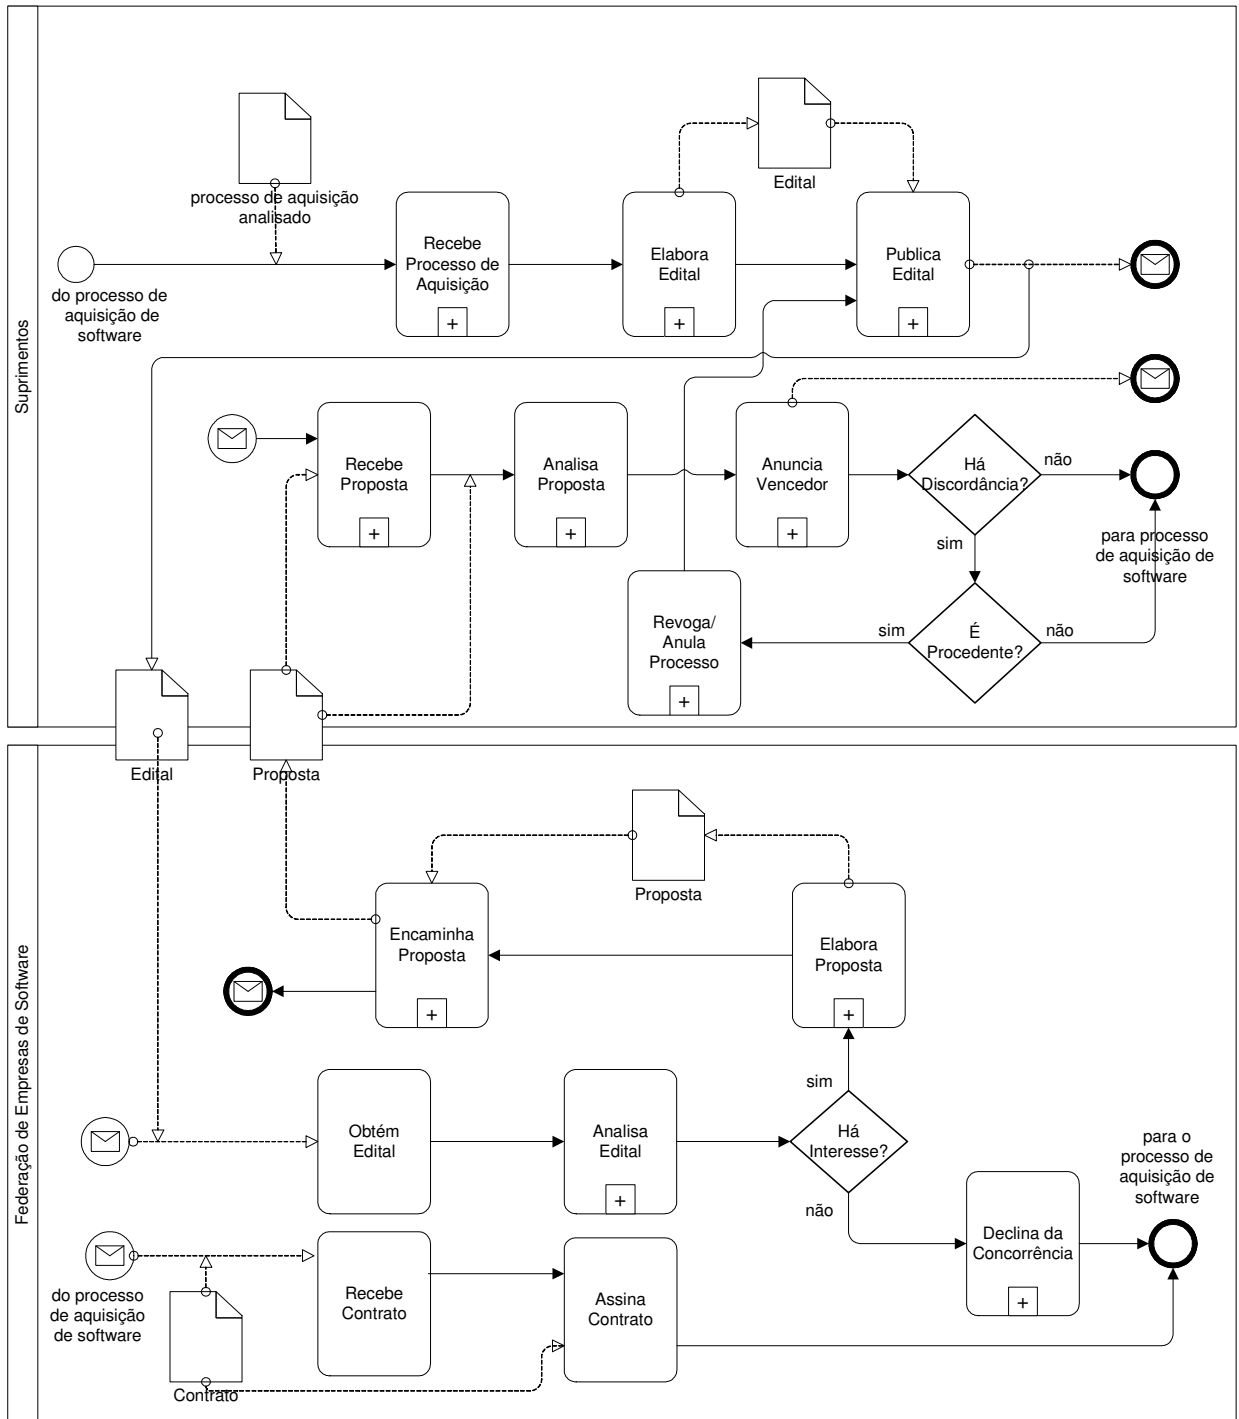 Suprimentos
processo de aquisição
analisado
Edital
do processo de
aquisição de
software
Recebe
Processo de
Aquisição
+
Elabora
Edital
+
Publica
Edital
+
Recebe
Proposta
+
Analisa
Proposta
+
Anuncia
Vencedor
+
Há
Discordância?
não
sim
para processo
de aquisição de
software
Revoga/
Anula
Processo
+
sim
É
Procedente?
não
Edital
Proposta
Federação de Empresas de Software
Proposta
Encaminha
Proposta
+
Elabora
Proposta
+
sim
Obtém
Edital
Analisa
Edital
+
Há
Interesse?
não
para o
processo de
aquisição de
software
Declina da
Concorrência
+
do processo
de aquisição
de software
Recebe
Contrato
Assina
Contrato
Contrato